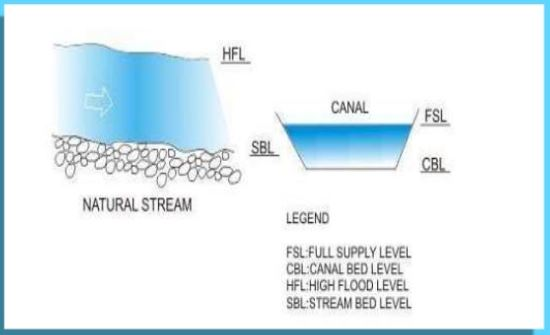 HFL
CANAL
FSL
SBL
CBL
NATURAL STREAM
LEGEND
FSL:FULL SUPPLY LEVEL
CBL:CANAL BED LEVEL
HFL:HIGH FLOOD LEVEL
SBL:STREAM BED LEVEL